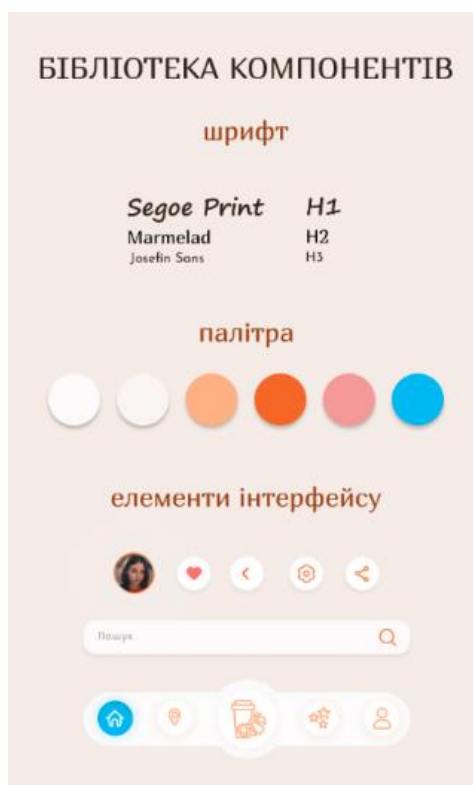 БІБЛІОТЕКА КОМПОНЕНТІВ
шрифт
Segoe Print H1
Marmelad H2
Josefin Sans H3
палітра
елементи інтерфейсу
Пошук